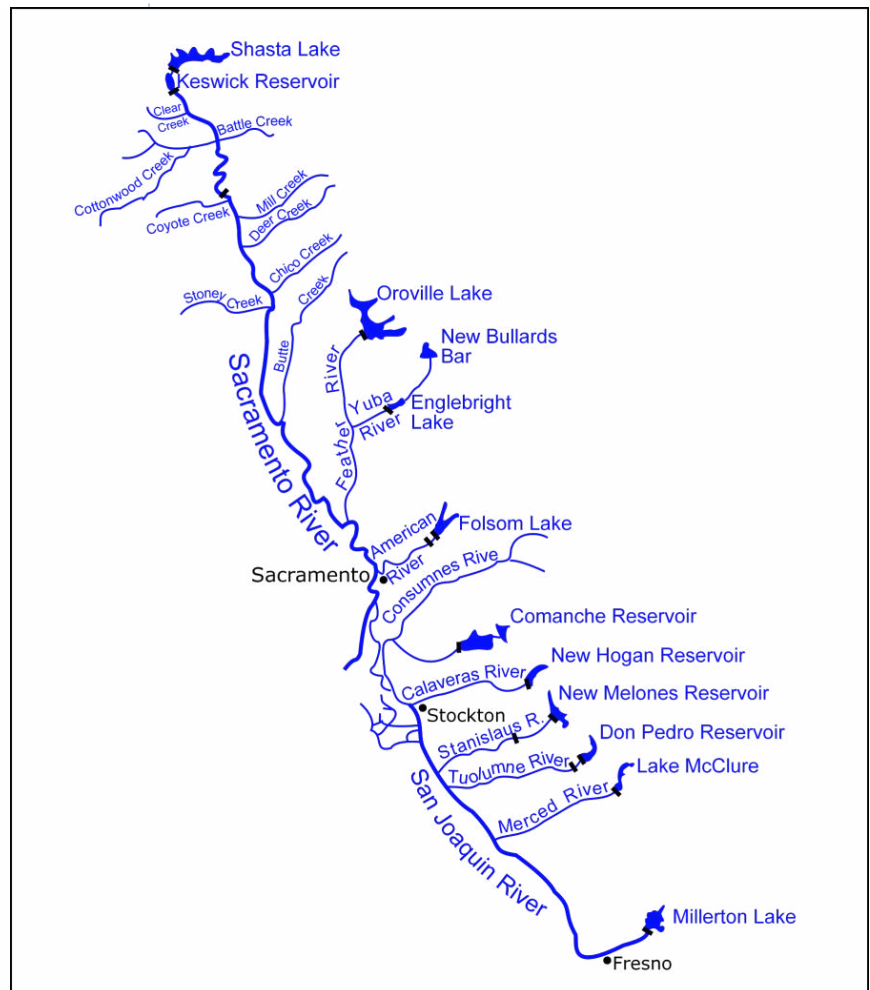 Shasta Lake
Keswick Reservoir
Clear
Creek
Battle Creek
Cottonwood Creek
Mill Creek
Coyote Creek
Deer Creek
Chico Creek
Stoney Creek
Butte Creek
Oroville Lake
New Bullards
Bar
Feather River
Yuba
River
Englebright
Lake
Sacramento River
American
River
Folsom Lake
Sacramento
Consumnes Rive
Comanche Reservoir
New Hogan Reservoir
Calaveras River
New Melones Reservoir
Stockton
Stanislaus R.
Don Pedro Reservoir
Tuolumne River
Lake McClure
Merced River
San Joaquin River
Millerton Lake
Fresno